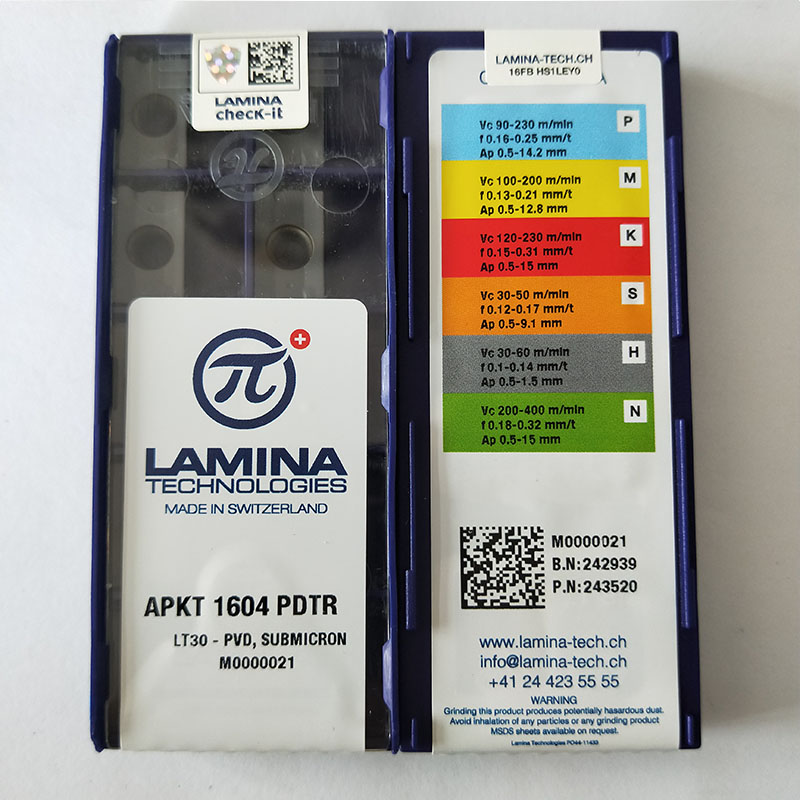 LAMINA
checK-it
π
LAMINA
TECHNOLOGIES
MADE IN SWITZERLAND
APKT 1604 PDTR
LT30 - PVD, SUBMICRON
M0000021
LAMINA-TECH.CH
16FB HS1LEY0
Vc 90-230 m/min
P
f 0.16-0.25 mm/t
Ap 0.5-14.2 mm
Vc 100-200 m/min
M
f 0.13-0.21 mm/t
Ap 0.5-12.8 mm
Vc 120-230 m/min
K
f 0.15-0.31 mm/t
Ap 0.5-15 mm
Vc 30-50 m/min
S
f 0.12-0.17 mm/t
Ap 0.5-9.1 mm
Vc 30-60 m/min
H
f 0.1-0.14 mm/t
Ap 0.5-1.5 mm
Vc 200-400 m/min
N
f 0.18-0.32 mm/t
Ap 0.5-15 mm
M0000021
B.N:242939
P.N:243520
www.lamina-tech.ch
info@lamina-tech.ch
+41 24 423 55 55
WARNING
Grinding this product produces potentially hazardous dust.
Avoid inhalation of any particles or any grinding product
MSDS sheets available on request.
Lamina Technologies PO44-11433